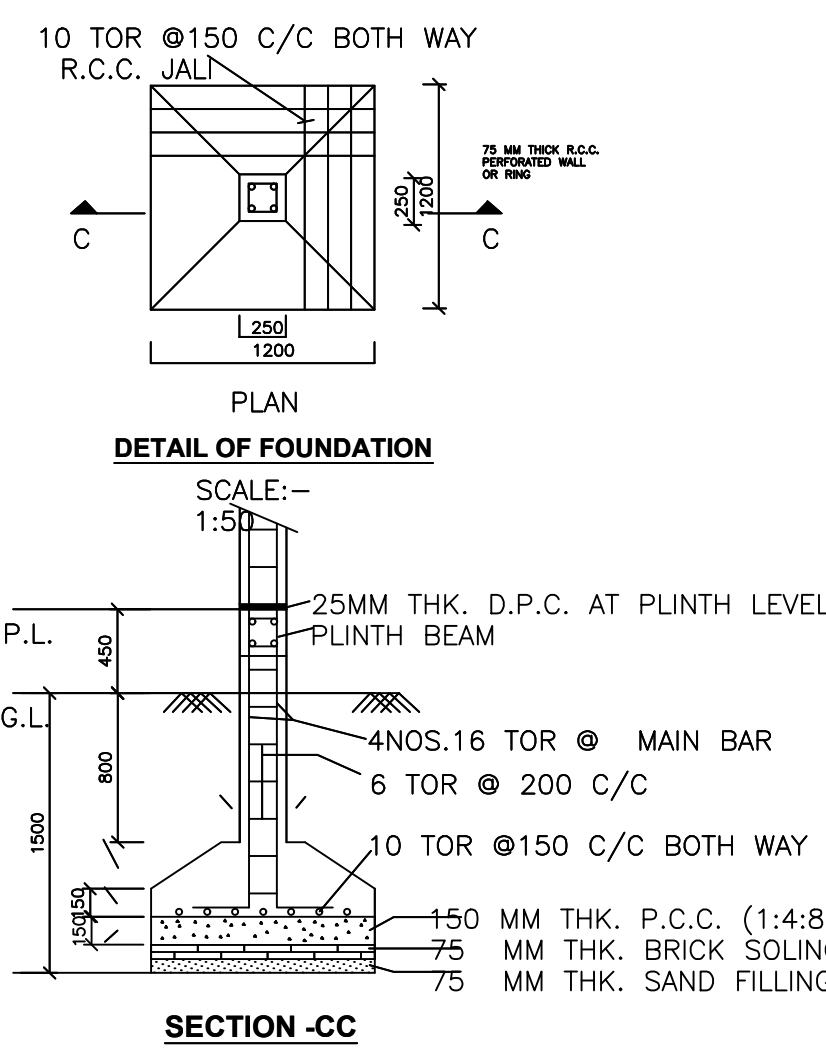 10 TOR @150 C/C BOTH WAY
R.C.C. JALI
75 MM THICK R.C.C.
PERFORATED WALL
OR RING
250
1200
C
C
250
1200
PLAN
DETAIL OF FOUNDATION
SCALE:-
1:50
25MM THK. D.P.C. AT PLINTH LEVEL
P.L.
PLINTH BEAM
450
G.L.
4NOS.16 TOR @ MAIN BAR
800
6 TOR @ 200 C/C
1500
10 TOR @150 C/C BOTH WAY
150
150
150 MM THK. P.C.C. (1:4:8
75 MM THK. BRICK SOLING
75 MM THK. SAND FILLING
SECTION -CC